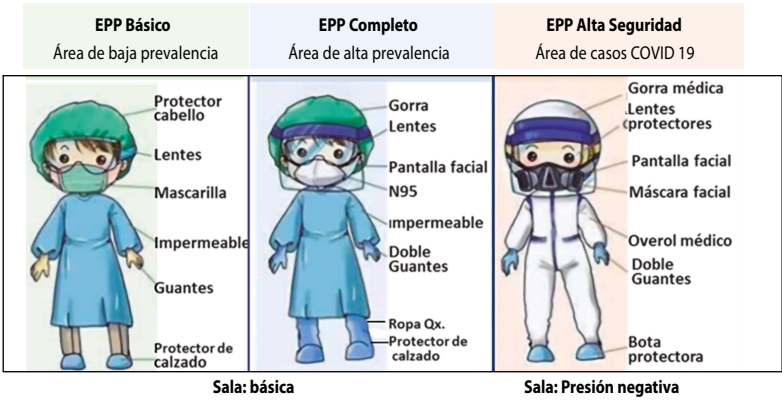 EPP Básico
Área de baja prevalencia
EPP Completo
Área de alta prevalencia
EPP Alta Seguridad
Área de casos COVID 19
Protector
cabello
Lentes
Mascarilla
Impermeable
Guantes
Protector de
calzado
Gorra
Lentes
Pantalla facial
N95
Impermeable
Doble
Guantes
Ropa Qx.
Protector de
calzado
Gorra médica
Lentes
protectores
Pantalla facial
Máscara facial
Overol médico
Doble
Guantes
Bota
protectora
Sala: básica
Sala: Presión negativa